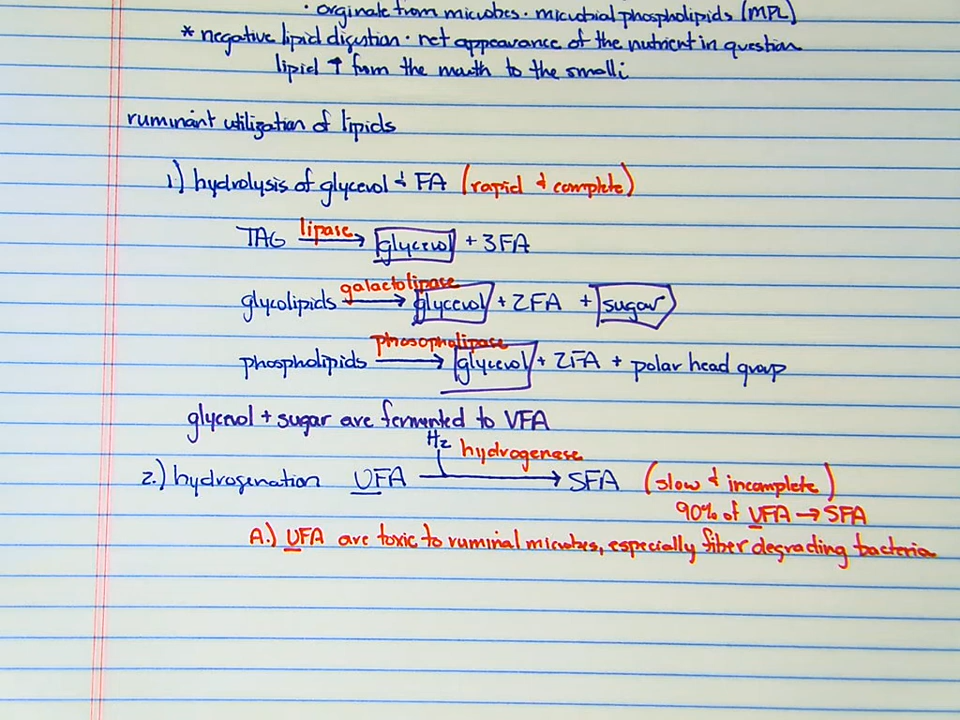 · orginate from microbes · microbial phospholipids (MPL)
* negative lipid digestion · net appearance of the nutrient in question
lipid ↑ from the mouth to the small i
ruminant utilization of lipids
1) hydrolysis of glycerol & FA (rapid & complete)
TAG lipase → glycerol + 3FA
glycolipids galactolipase → glycerol + 2FA + sugar
phospholipids phosopholipase → glycerol + 2FA + polar head group
glycerol + sugar are fermented to VFA
2.) hydrogenation UFA H2 hydrogenase → SFA (slow & incomplete)
90% of UFA → SFA
A.) UFA are toxic to ruminal microbes, especially fiber degrading bacteria